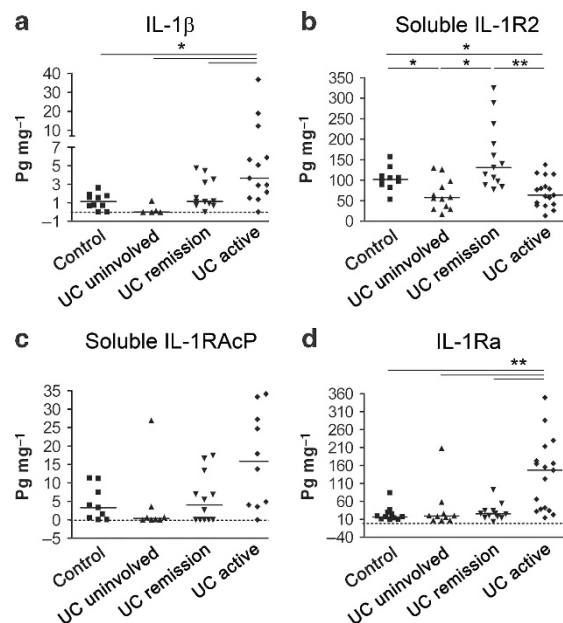 a IL-1β
*
Pg mg⁻¹
40
30
20
10
7
5
3
1
−1
Control
UC uninvolved
UC remission
UC active
b Soluble IL-1R2
*
* * **
Pg mg⁻¹
350
300
250
200
150
100
50
0
Control
UC uninvolved
UC remission
UC active
c Soluble IL-1RAcP
Pg mg⁻¹
35
30
25
20
15
10
5
0
−5
Control
UC uninvolved
UC remission
UC active
d IL-1Ra
**
Pg mg⁻¹
360
310
260
210
160
110
60
10
−40
Control
UC uninvolved
UC remission
UC active